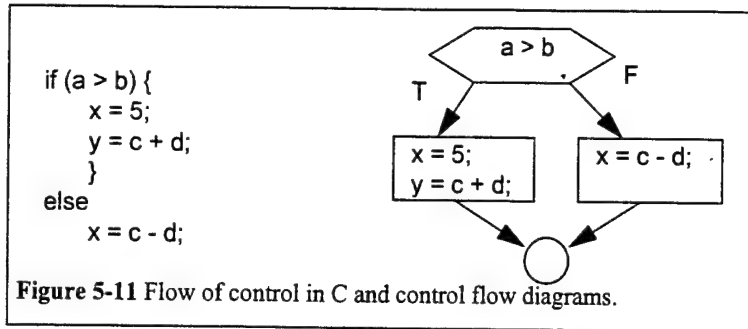 if (a > b) {
x = 5;
y = c + d;
}
else
x = c - d;
a > b
T
F
x = 5;
y = c + d;
x = c - d;
Figure 5-11 Flow of control in C and control flow diagrams.